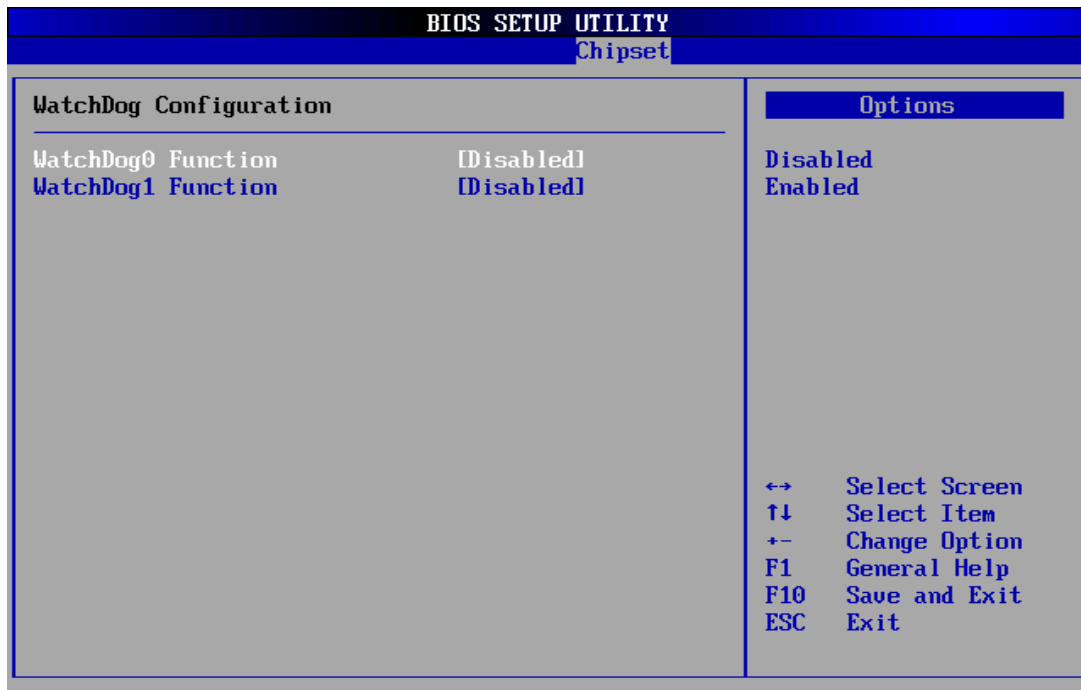 BIOS SETUP UTILITY
Chipset
WatchDog Configuration
WatchDog0 Function [Disabled]
WatchDog1 Function [Disabled]
Options
Disabled
Enabled
←→ Select Screen
↑↓ Select Item
+- Change Option
F1 General Help
F10 Save and Exit
ESC Exit